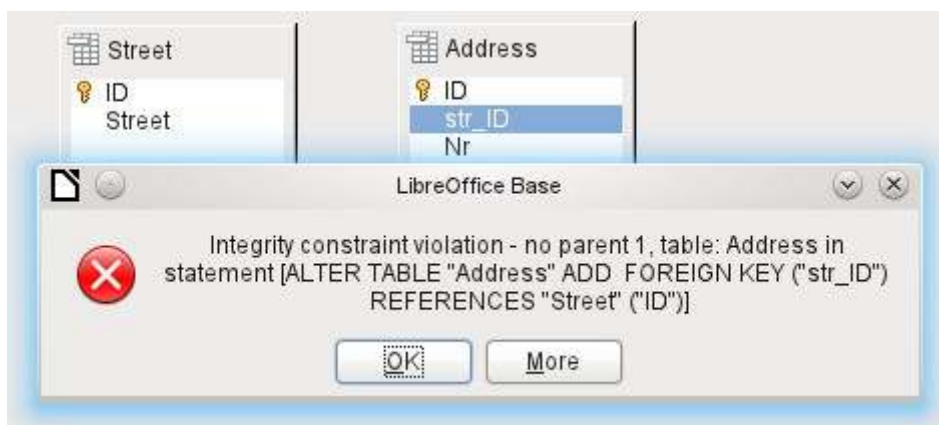 Street
ID
Street
Address
ID
str_ID
Nr
LibreOffice Base
Integrity constraint violation - no parent 1, table: Address in
statement [ALTER TABLE "Address" ADD  FOREIGN KEY ("str_ID")
REFERENCES "Street" ("ID")]
OK
More